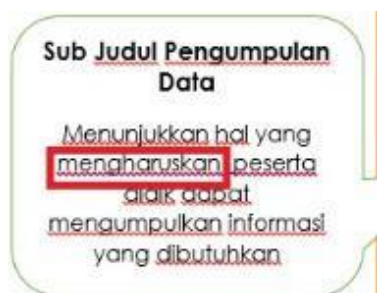 Sub Judul Pengumpulan
Data
Menunjukkan hal yang
mengharuskan peserta
didik dapat
mengumpulkan informasi
yang dibutuhkan